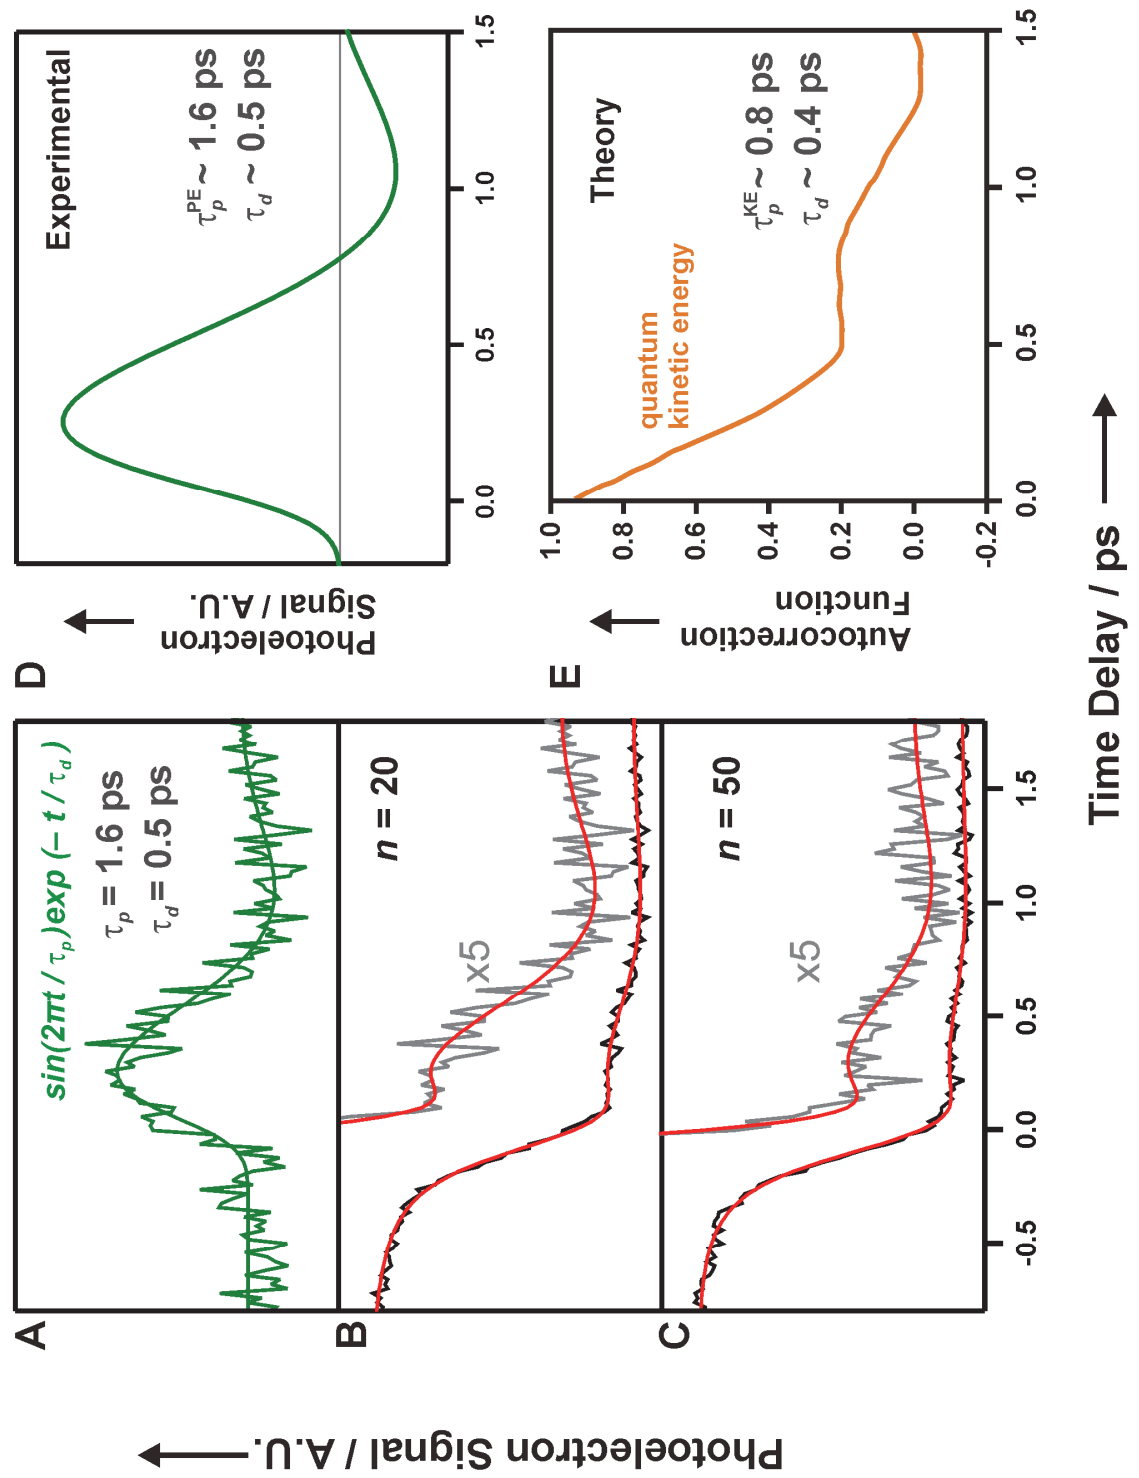 A
sin(2πt / τp)exp (– t / τd)
τp = 1.6 ps
τd = 0.5 ps
B
n = 20
x5
C
n = 50
x5
-0.5
0.0
0.5
1.0
1.5
Photoelectron Signal / A.U.
D
Experimental
τpPE ~ 1.6 ps
τd ~ 0.5 ps
Photoelectron
Signal / A.U.
0.0
0.5
1.0
1.5
E
Theory
quantum
kinetic energy
τpKE ~ 0.8 ps
τd ~ 0.4 ps
Autocorrection
Function
1.0
0.8
0.6
0.4
0.2
0.0
-0.2
0.0
0.5
1.0
1.5
Time Delay / ps